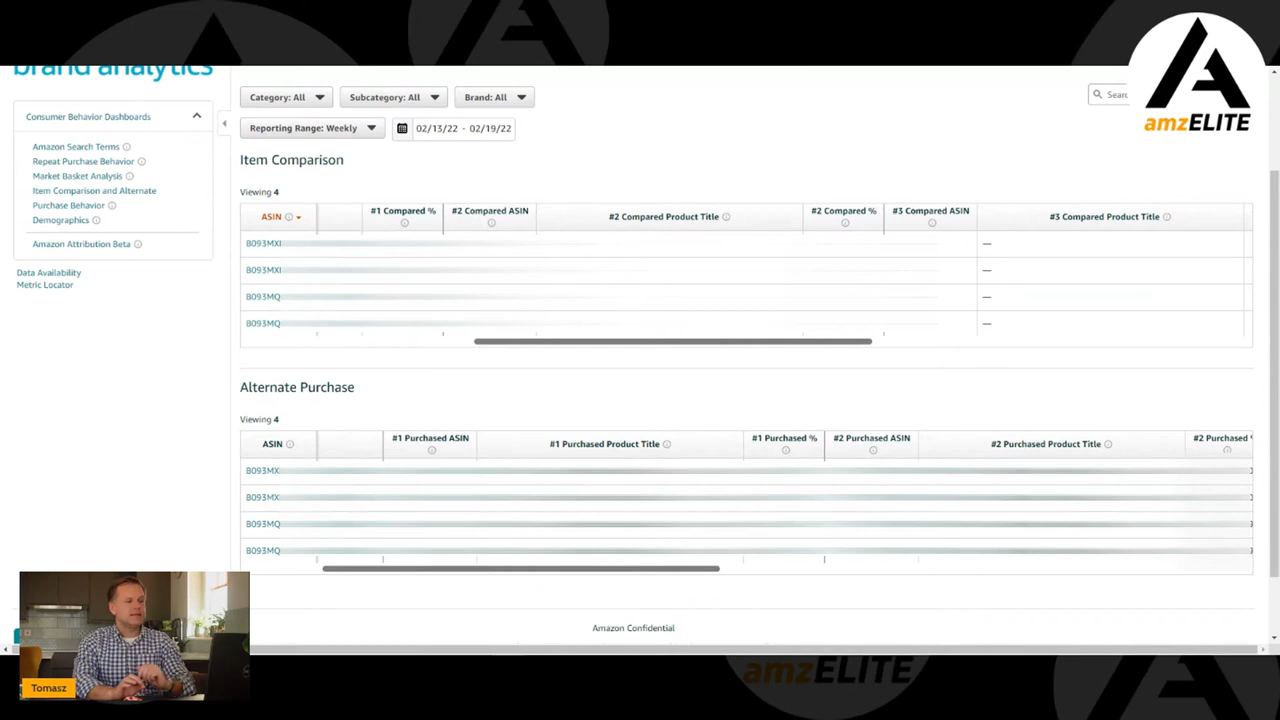 brand analytics
amzELITE
Category: All
Subcategory: All
Brand: All
Reporting Range: Weekly
02/13/22 - 02/19/22
Consumer Behavior Dashboards
Amazon Search Terms
Repeat Purchase Behavior
Market Basket Analysis
Item Comparison and Alternate
Purchase Behavior
Demographics
Amazon Attribution Beta
Data Availability
Metric Locator
Item Comparison
Viewing 4
ASIN
#1 Compared %
#2 Compared ASIN
#2 Compared Product Title
#2 Compared %
#3 Compared ASIN
#3 Compared Product Title
B093MXI
—
B093MXI
—
B093MQ
—
B093MQ
—
Alternate Purchase
Viewing 4
ASIN
#1 Purchased ASIN
#1 Purchased Product Title
#1 Purchased %
#2 Purchased ASIN
#2 Purchased Product Title
#2 Purchased
B093MX
B093MX
B093MQ
B093MQ
Amazon Confidential
Tomasz
amzELITE